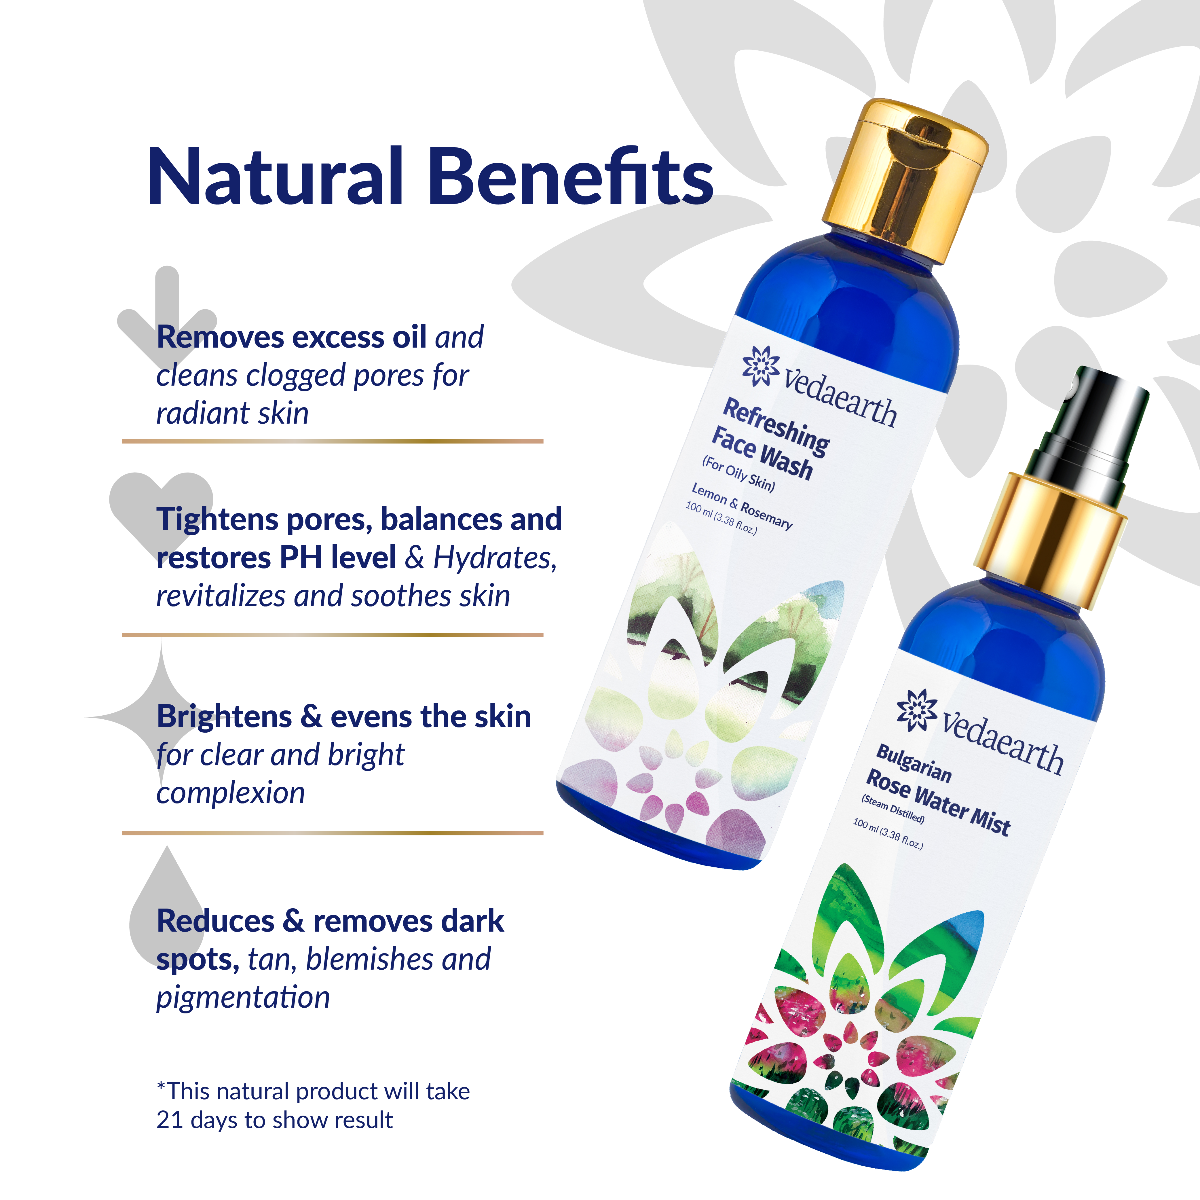 Natural Benefits
Removes excess oil and
cleans clogged pores for
radiant skin
Tightens pores, balances and
restores PH level & Hydrates,
revitalizes and soothes skin
Brightens & evens the skin
for clear and bright
complexion
Reduces & removes dark
spots, tan, blemishes and
pigmentation
*This natural product will take
21 days to show result
vedaearth
Refreshing
Face Wash
(For Oily Skin)
Lemon & Rosemary
100 ml (3.38 fl.oz.)
vedaearth
Bulgarian
Rose Water Mist
(Steam Distilled)
100 ml (3.38 fl.oz.)